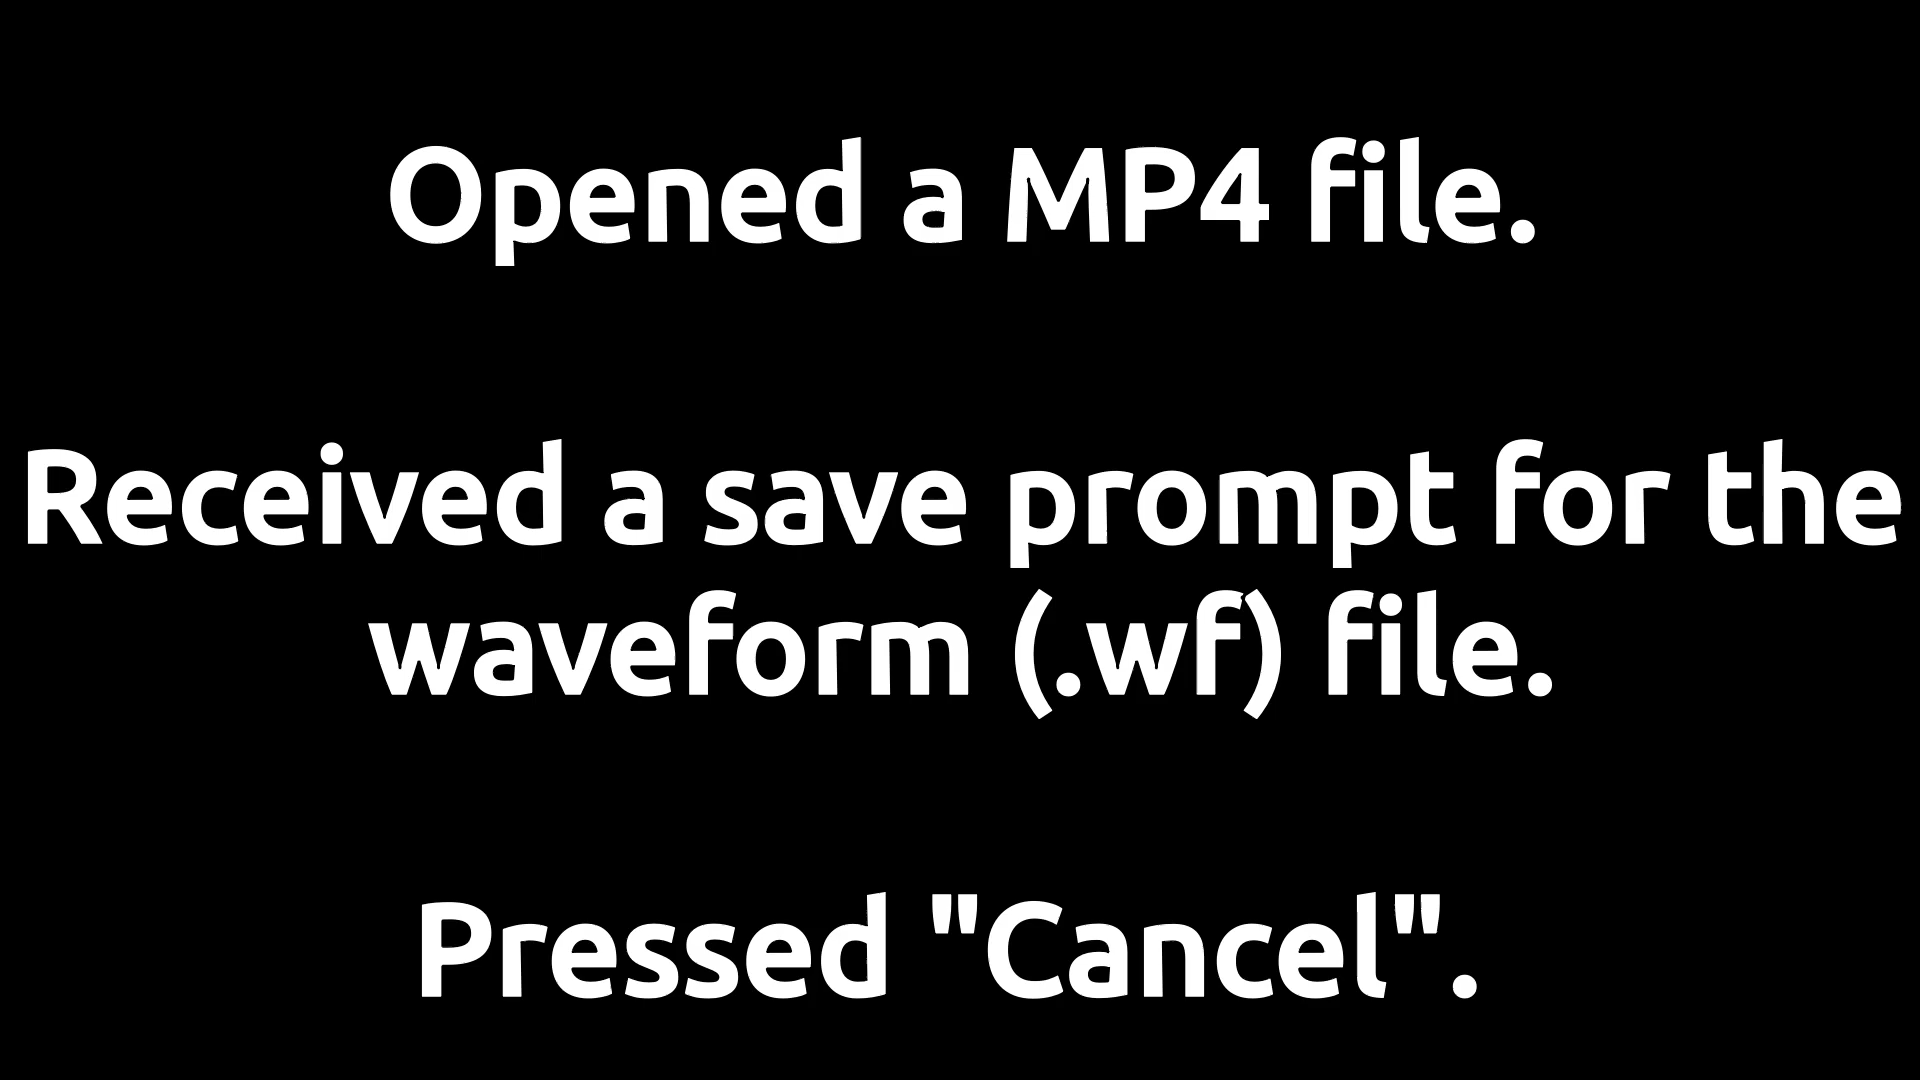 Opened a MP4 file.
Received a save prompt for the
waveform (.wf) file.
Pressed "Cancel".